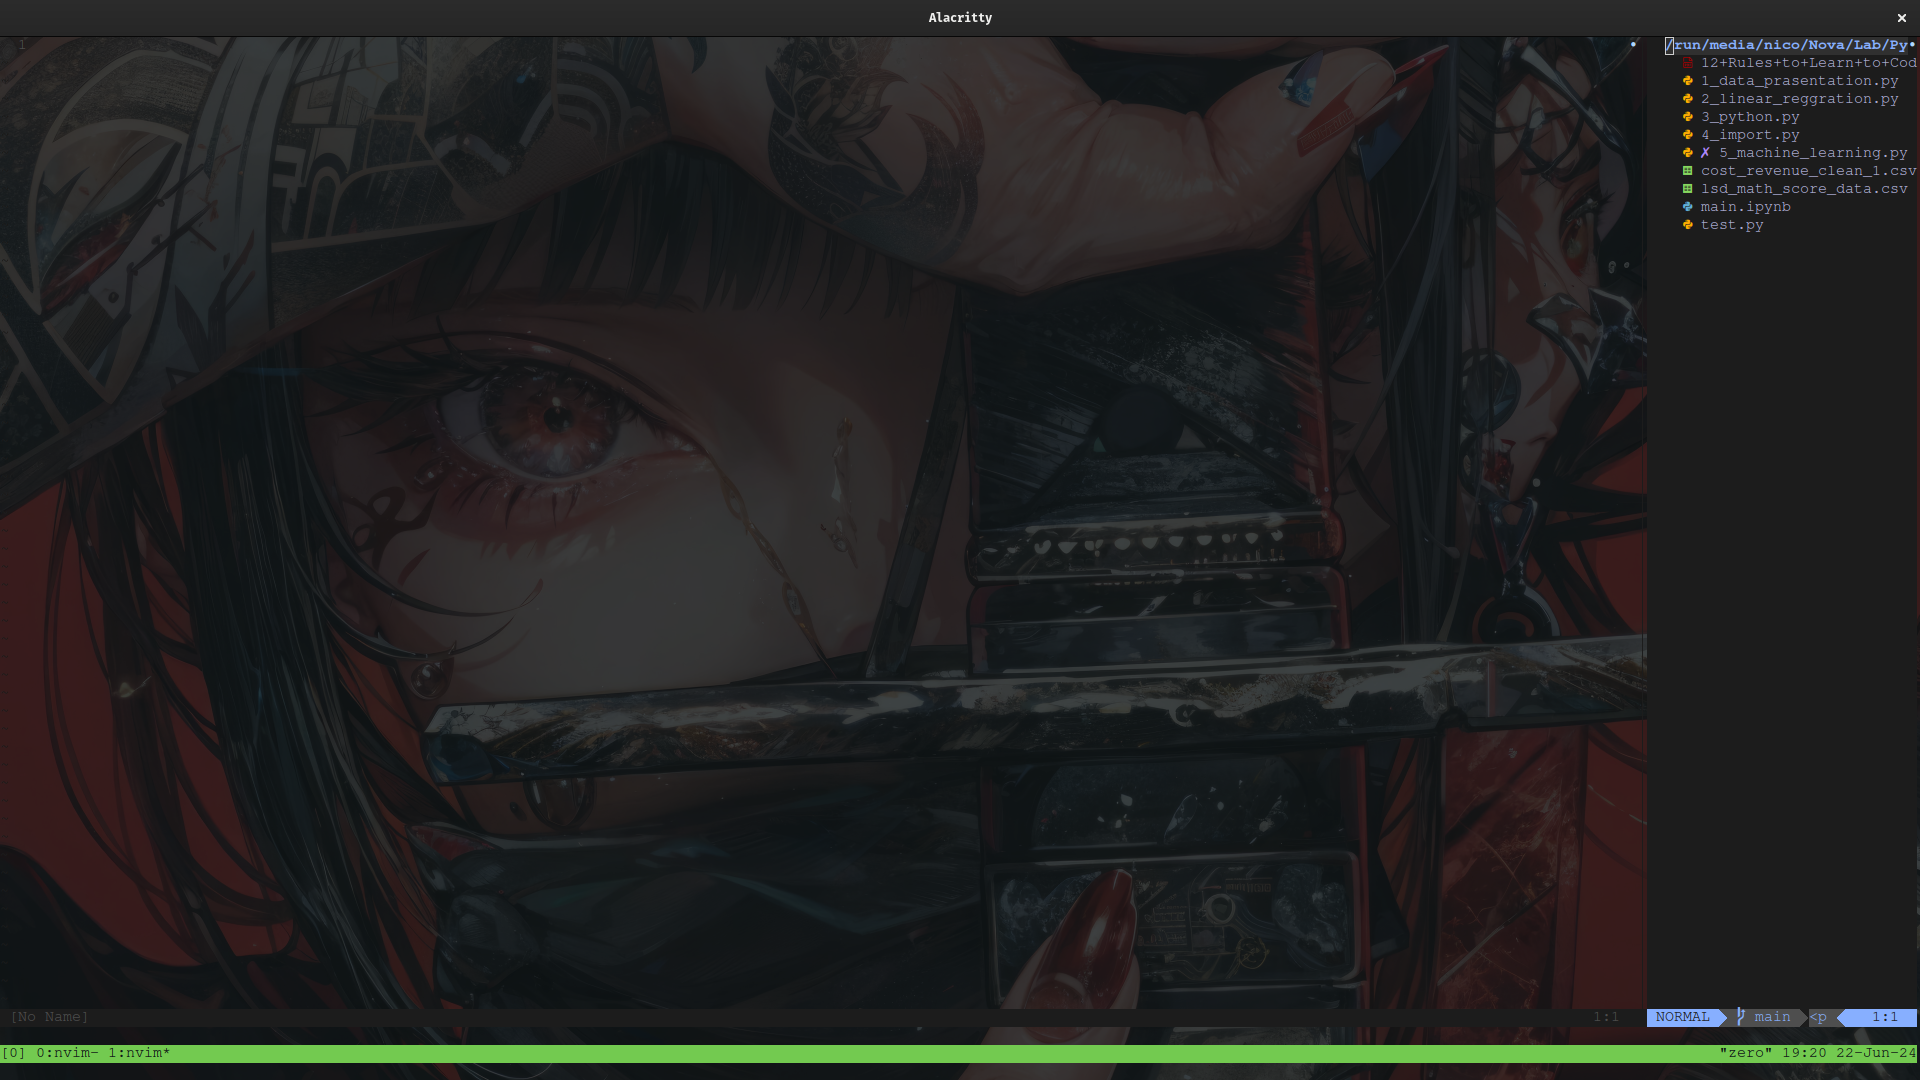 Alacritty
1
/run/media/nico/Nova/Lab/Py
12+Rules+to+Learn+to+Cod
1_data_prasentation.py
2_linear_reggration.py
3_python.py
4_import.py
✗ 5_machine_learning.py
cost_revenue_clean_1.csv
lsd_math_score_data.csv
main.ipynb
test.py
[No Name] 1:1 NORMAL main <p 1:1
[0] 0:nvim- 1:nvim* "zero" 19:20 22-Jun-24